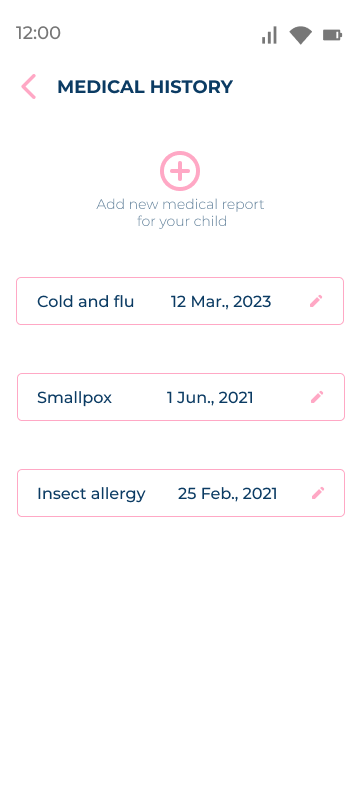 12:00
MEDICAL HISTORY
Add new medical report
for your child
Cold and flu 12 Mar., 2023
Smallpox 1 Jun., 2021
Insect allergy 25 Feb., 2021